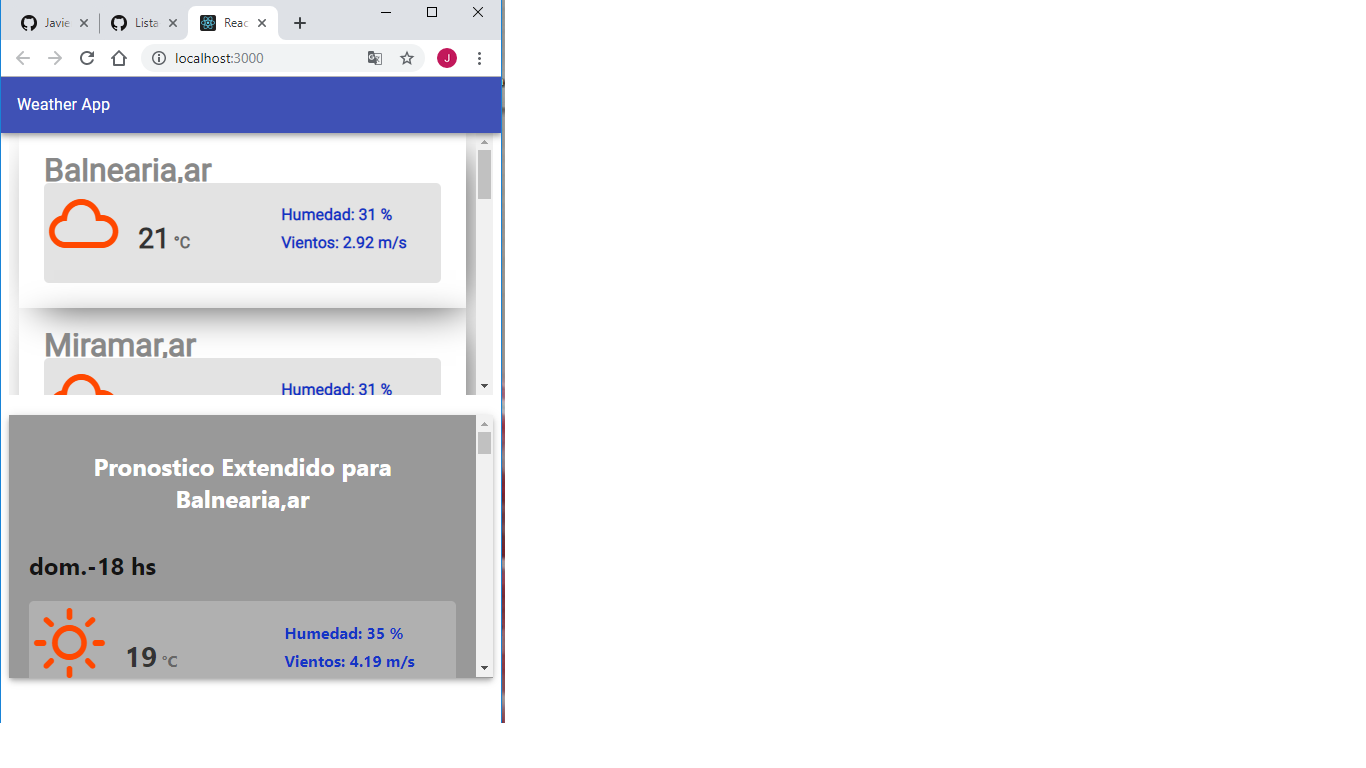 Javie
Lista
Reac
localhost:3000
J
Weather App
Balnearia,ar
21 °C
Humedad: 31 %
Vientos: 2.92 m/s
Miramar,ar
Humedad: 31 %
Pronostico Extendido para
Balnearia,ar
dom.-18 hs
19 °C
Humedad: 35 %
Vientos: 4.19 m/s